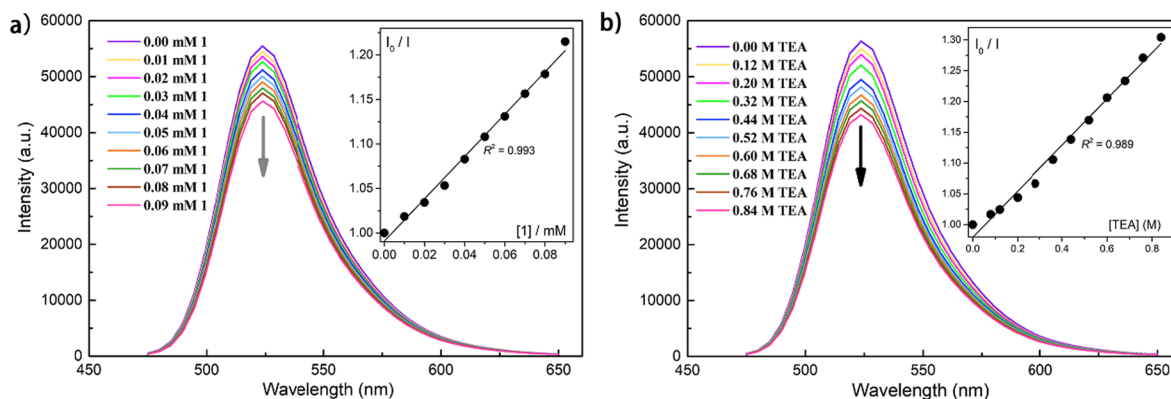 a)
60000
50000
40000
30000
20000
10000
0
Intensity (a.u.)
0.00 mM 1
0.01 mM 1
0.02 mM 1
0.03 mM 1
0.04 mM 1
0.05 mM 1
0.06 mM 1
0.07 mM 1
0.08 mM 1
0.09 mM 1
I0 / I
1.20
1.15
1.10
1.05
1.00
R² = 0.993
[1] / mM
0.00 0.02 0.04 0.06 0.08
450 500 550 600 650
Wavelength (nm)
b)
60000
50000
40000
30000
20000
10000
0
Intensity (a.u.)
0.00 M TEA
0.12 M TEA
0.20 M TEA
0.32 M TEA
0.44 M TEA
0.52 M TEA
0.60 M TEA
0.68 M TEA
0.76 M TEA
0.84 M TEA
I0 / I
1.30
1.25
1.20
1.15
1.10
1.05
1.00
R² = 0.989
[TEA] (M)
0.0 0.2 0.4 0.6 0.8
450 500 550 600 650
Wavelength (nm)